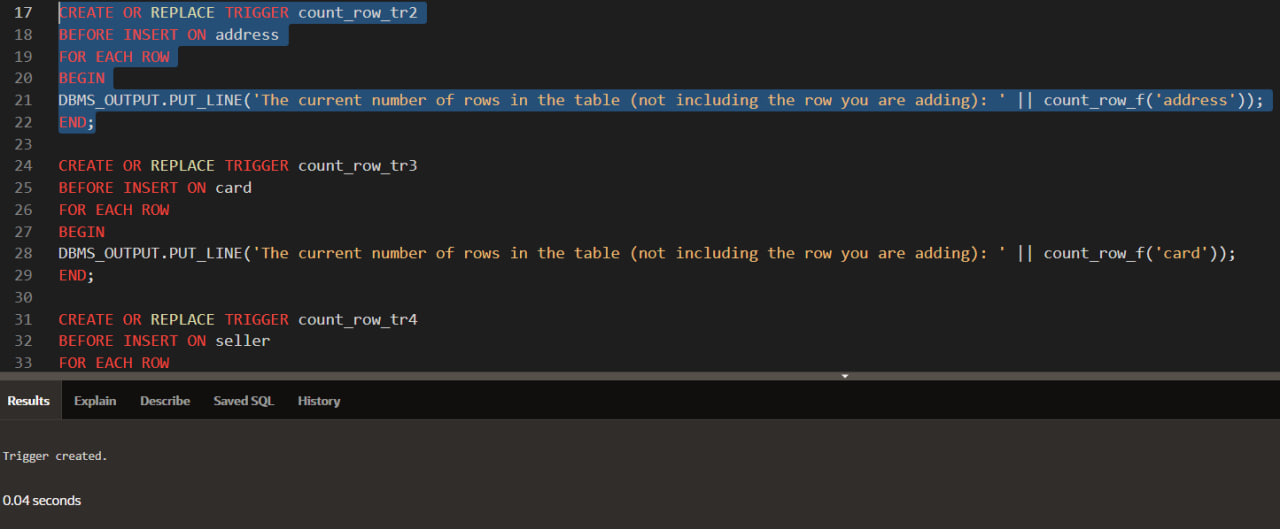 17 CREATE OR REPLACE TRIGGER count_row_tr2
18 BEFORE INSERT ON address
19 FOR EACH ROW
20 BEGIN
21 DBMS_OUTPUT.PUT_LINE('The current number of rows in the table (not including the row you are adding): ' || count_row_f('address'));
22 END;
23
24 CREATE OR REPLACE TRIGGER count_row_tr3
25 BEFORE INSERT ON card
26 FOR EACH ROW
27 BEGIN
28 DBMS_OUTPUT.PUT_LINE('The current number of rows in the table (not including the row you are adding): ' || count_row_f('card'));
29 END;
30
31 CREATE OR REPLACE TRIGGER count_row_tr4
32 BEFORE INSERT ON seller
33 FOR EACH ROW
Results Explain Describe Saved SQL History
Trigger created.
0.04 seconds